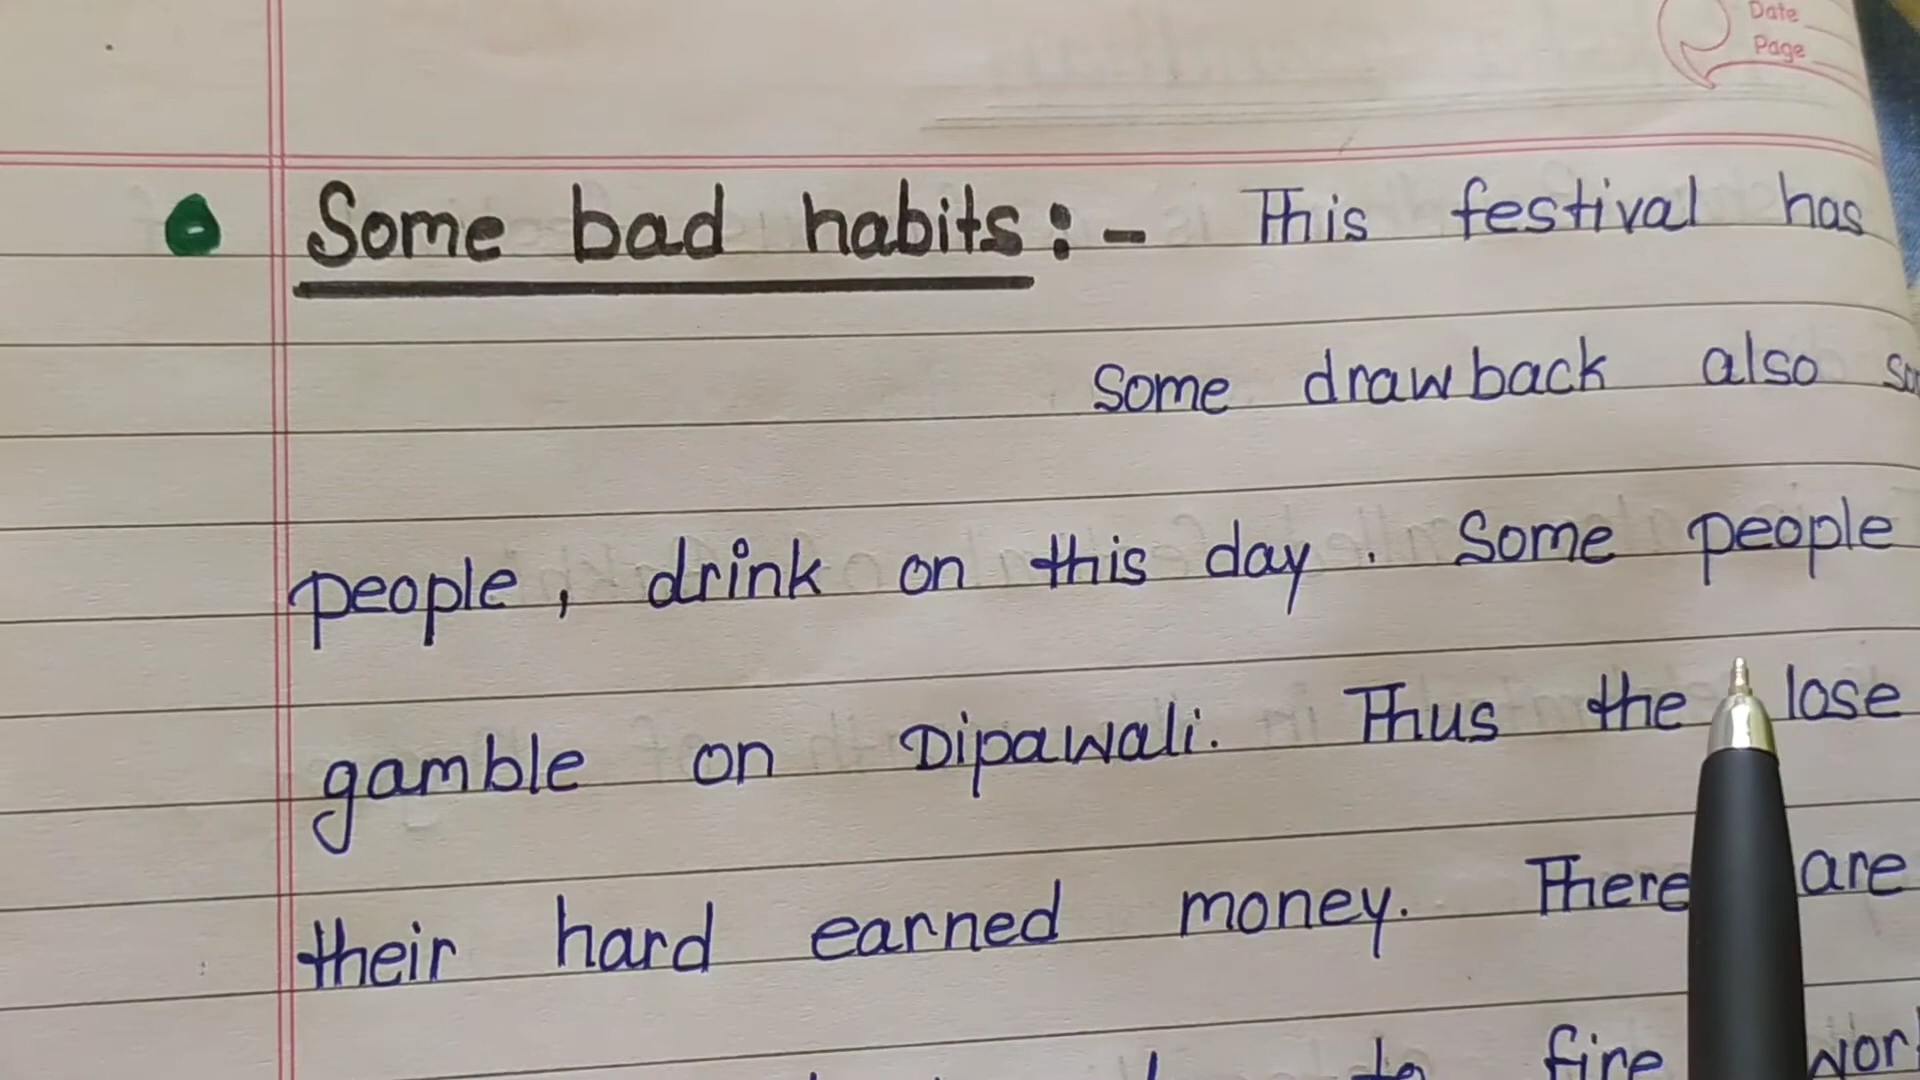 Date
Page
Some bad habits :- This festival has
some drawback also
people, drink on this day. Some people
gamble on Dipawali. Thus the lose
their hard earned money. There are
to fire